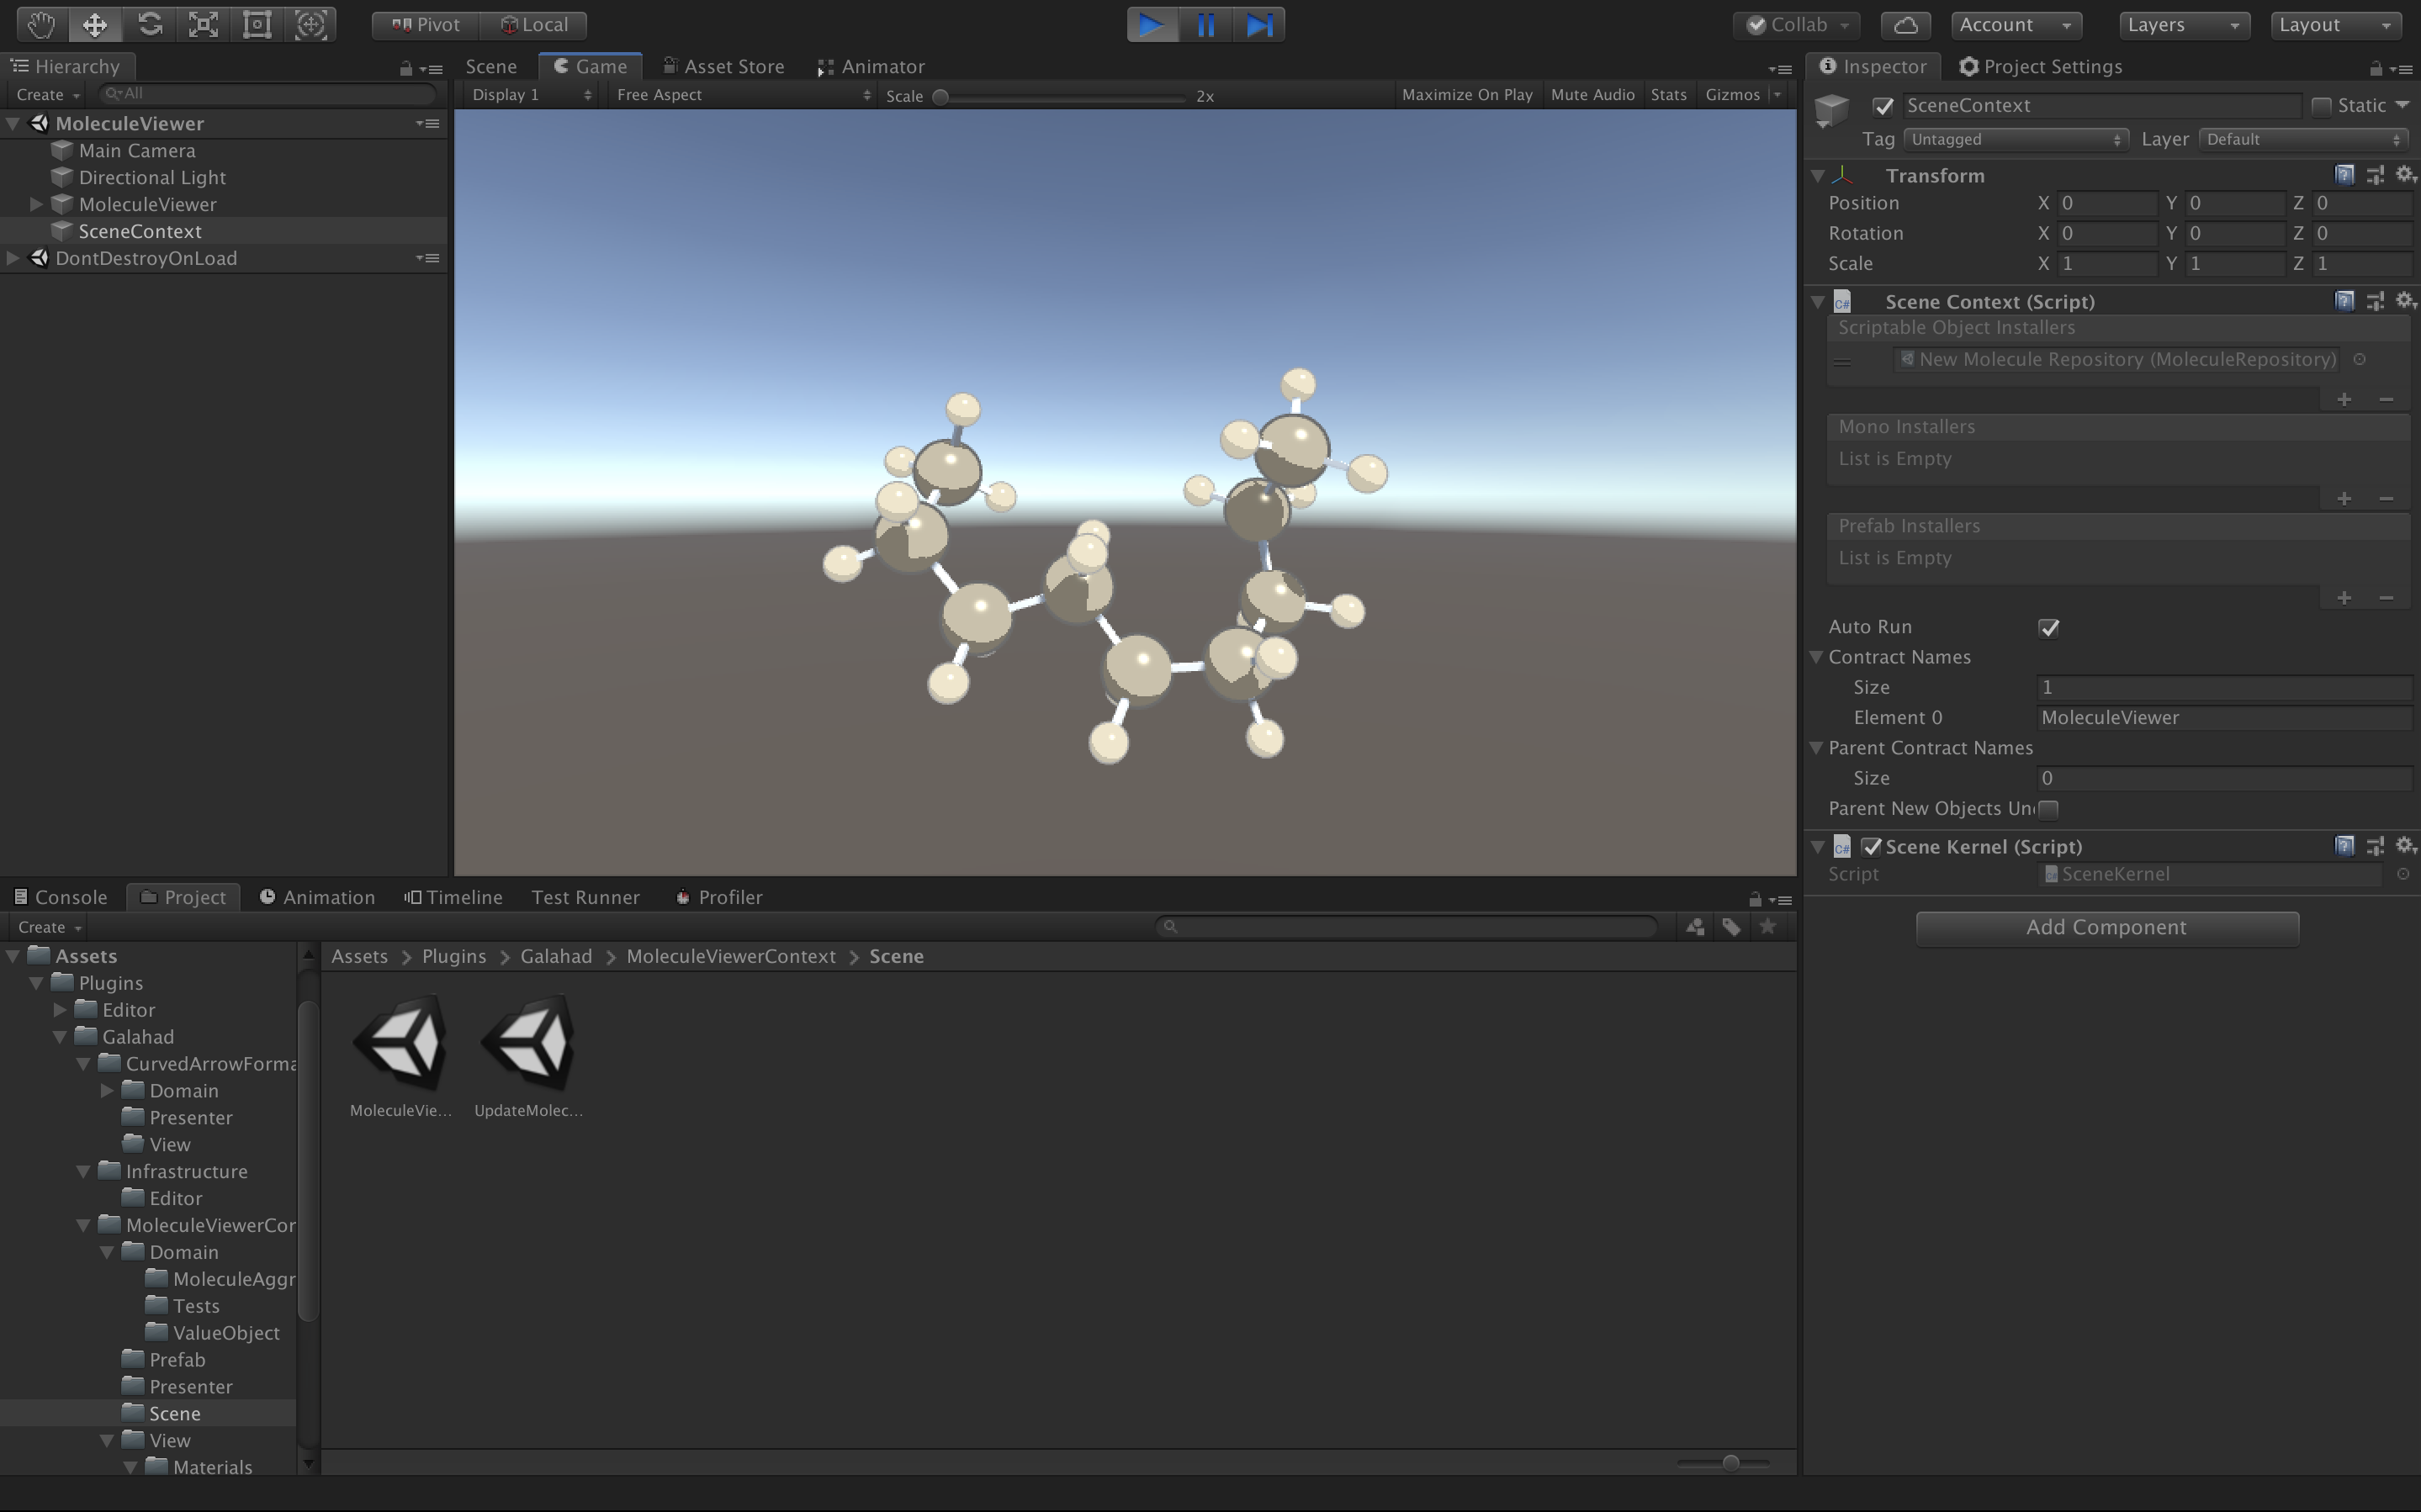 Pivot Local Collab Account Layers Layout
Hierarchy
Create All
MoleculeViewer
Main Camera
Directional Light
MoleculeViewer
SceneContext
DontDestroyOnLoad
Scene Game Asset Store Animator
Display 1 Free Aspect Scale 2x Maximize On Play Mute Audio Stats Gizmos
Inspector Project Settings
SceneContext Static
Tag Untagged Layer Default
Transform
Position X 0 Y 0 Z 0
Rotation X 0 Y 0 Z 0
Scale X 1 Y 1 Z 1
C# Scene Context (Script)
Scriptable Object Installers
New Molecule Repository (MoleculeRepository)
Mono Installers
List is Empty
Prefab Installers
List is Empty
Auto Run
Contract Names
Size 1
Element 0 MoleculeViewer
Parent Contract Names
Size 0
Parent New Objects Un
C# Scene Kernel (Script)
Script SceneKernel
Add Component
Console Project Animation Timeline Test Runner Profiler
Create
Assets
Plugins
Editor
Galahad
CurvedArrowForma
Domain
Presenter
View
Infrastructure
Editor
MoleculeViewerCor
Domain
MoleculeAggr
Tests
ValueObject
Prefab
Presenter
Scene
View
Materials
Assets > Plugins > Galahad > MoleculeViewerContext > Scene
MoleculeVie... UpdateMolec...